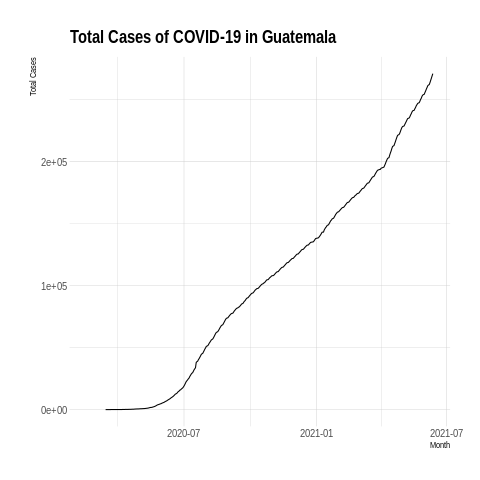 Total Cases of COVID-19 in Guatemala
Total Cases
2e+05
1e+05
0e+00
2020-07 2021-01 2021-07
Month